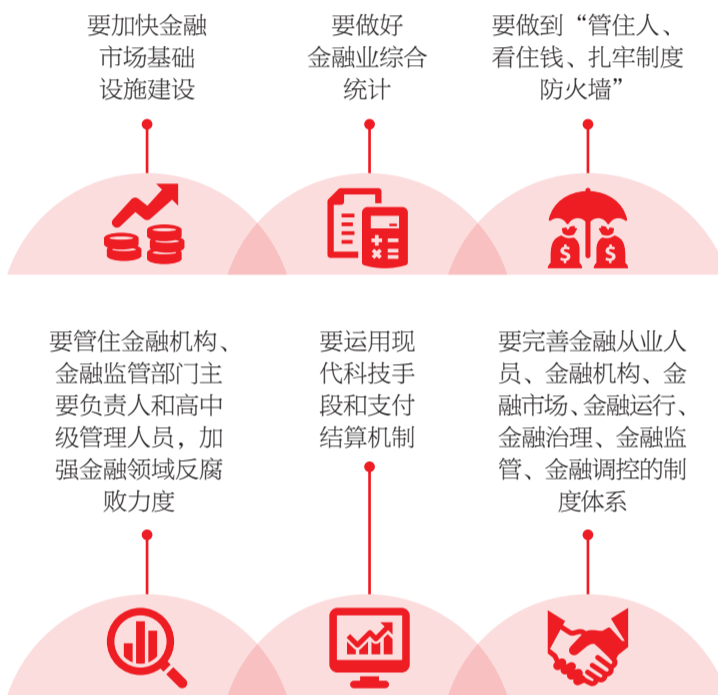 要加快金融
市场基础
设施建设
要做好
金融业综合
统计
要做到“管住人、
看住钱、扎牢制度
防火墙”
要管住金融机构、
金融监管部门主
要负责人和高中
级管理人员，加
强金融领域反腐
败力度
要运用现
代科技手
段和支付
结算机制
要完善金融从业人
员、金融机构、金
融市场、金融运行、
金融治理、金融监
管、金融调控的制
度体系